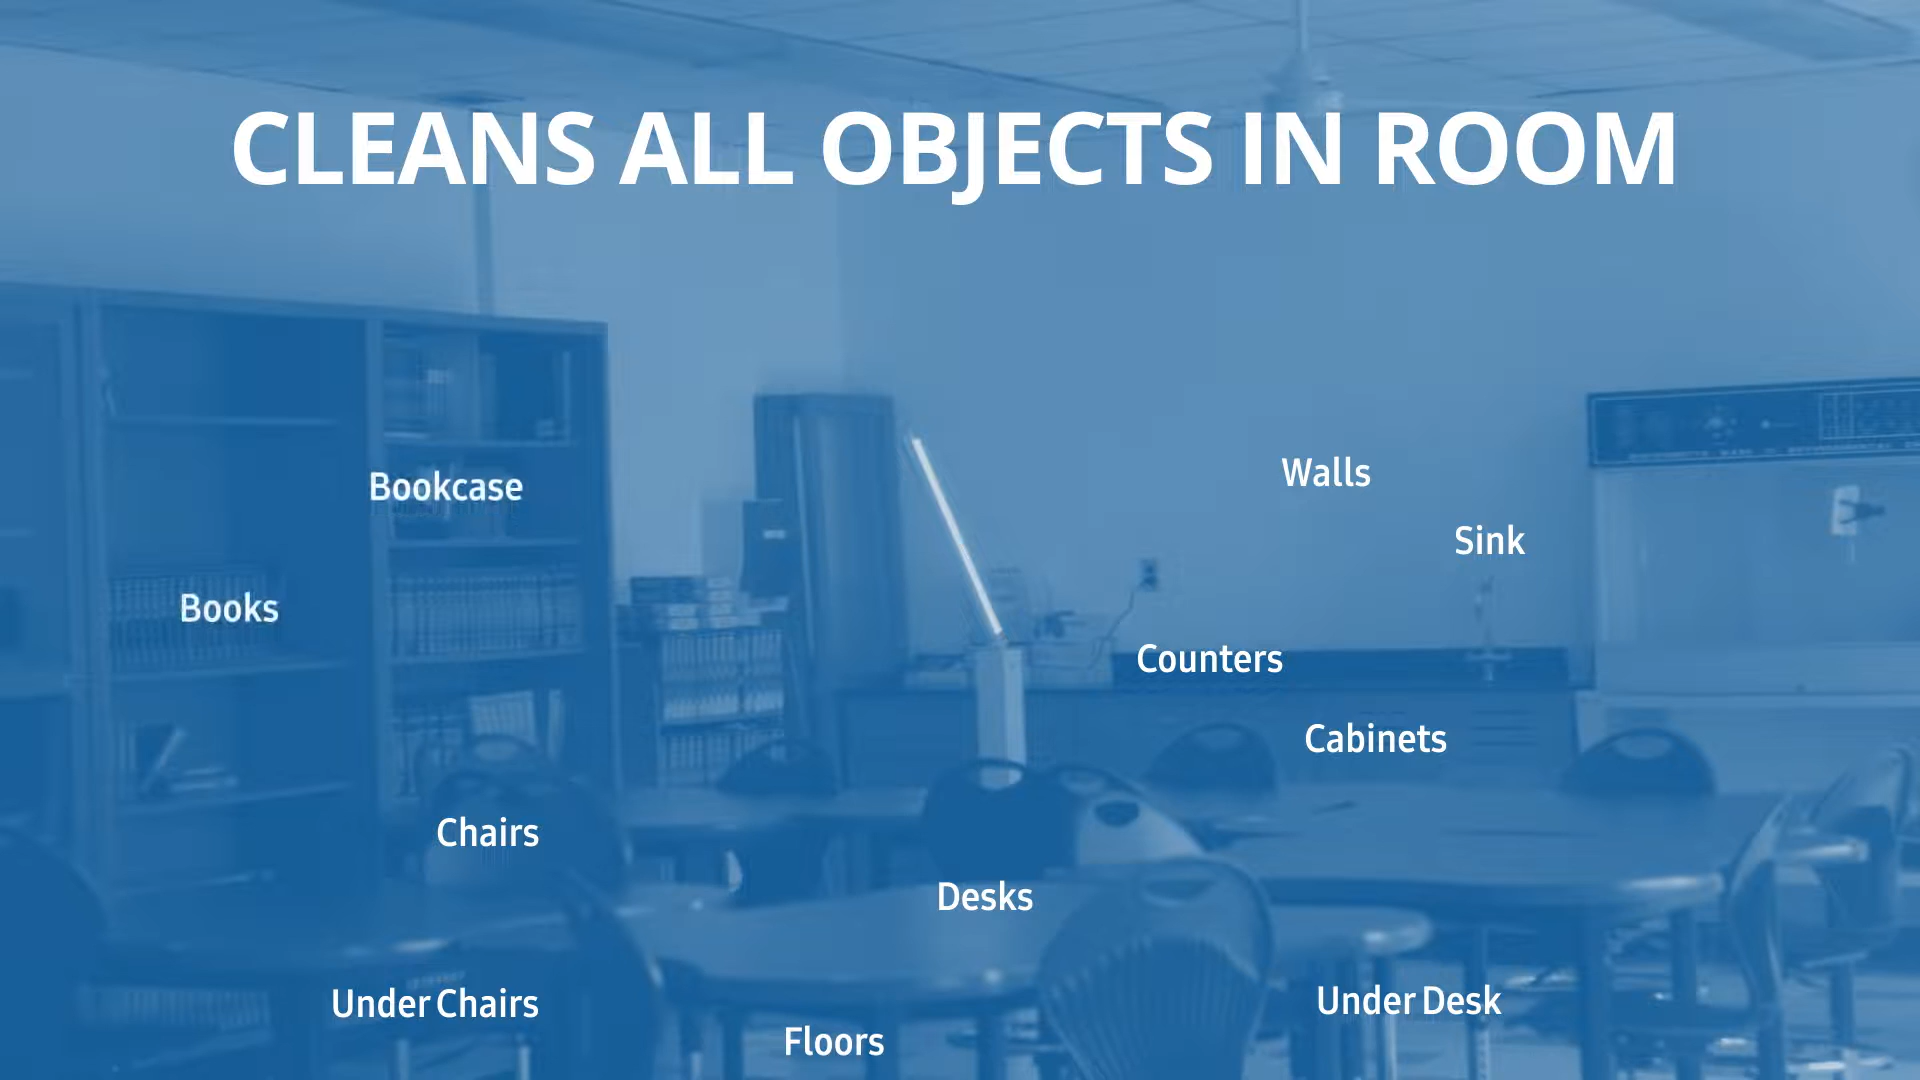 CLEANS ALL OBJECTS IN ROOM
Bookcase
Walls
Sink
Books
Counters
Cabinets
Chairs
Desks
Under Chairs
Under Desk
Floors